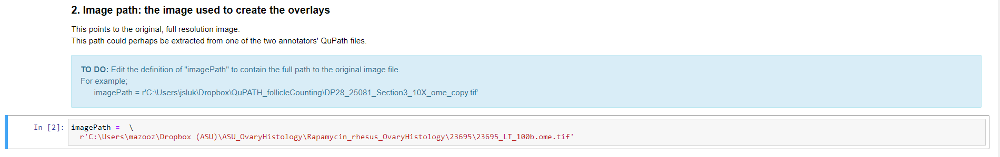 2. Image path: the image used to create the overlays
This points to the original, full resolution image.
This path could perhaps be extracted from one of the two annotators' QuPath files.
TO DO: Edit the definition of "imagePath" to contain the full path to the original image file.
For example;
imagePath = r'C:\Users\jsluk\Dropbox\QuPATH_follicleCounting\DP28_25081_Section3_10X_ome_copy.tif'
In [2]: imagePath =  \
r'C:\Users\mazooz\Dropbox (ASU)\ASU_OvaryHistology\Rapamycin_rhesus_OvaryHistology\23695\23695_LT_100b.ome.tif'